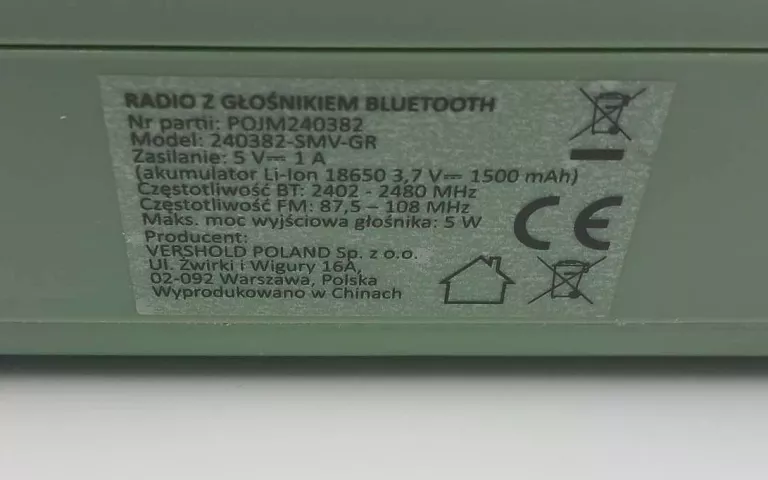 RADIO Z GŁOŚNIKIEM BLUETOOTH
Nr partii: POJM240382
Model: 240382-SMV-GR
Zasilanie: 5 V⎓ 1 A
(akumulator Li-Ion 18650 3,7 V⎓ 1500 mAh)
Częstotliwość BT: 2402 - 2480 MHz
Częstotliwość FM: 87,5 – 108 MHz
Maks. moc wyjściowa głośnika: 5 W
Producent:
VERSHOLD POLAND Sp. z o.o.
Ul. Żwirki i Wigury 16A,
02-092 Warszawa, Polska
Wyprodukowano w Chinach
CE